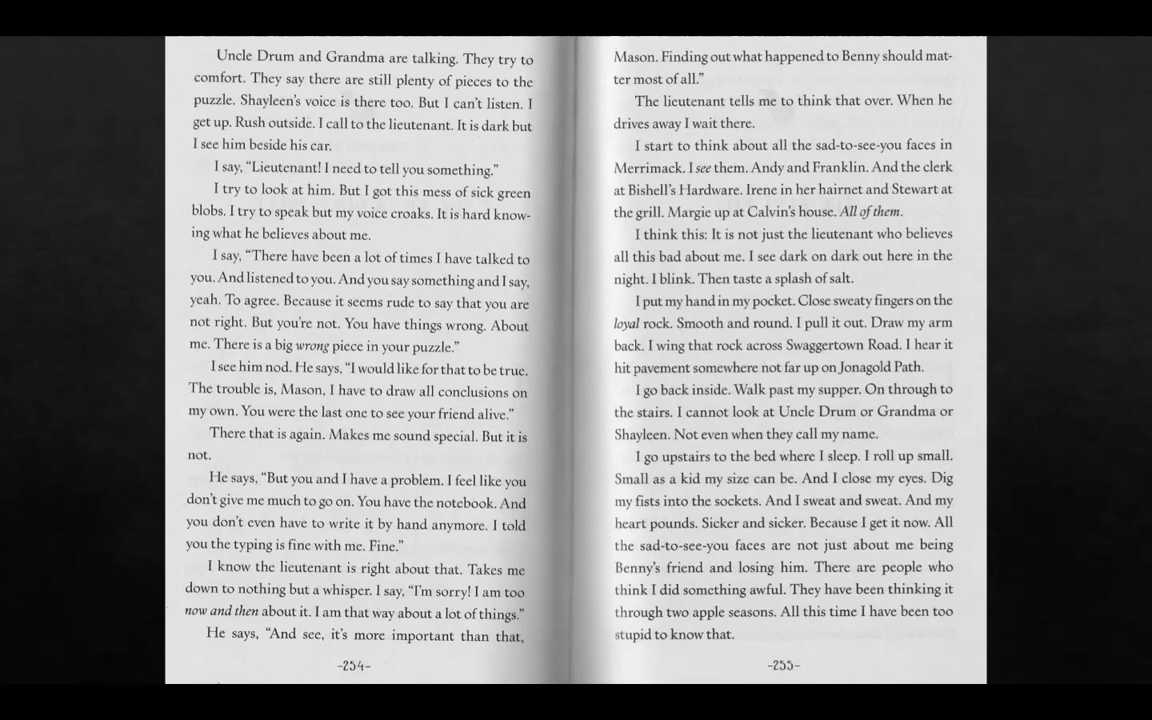 Uncle Drum and Grandma are talking. They try to
comfort. They say there are still plenty of pieces to the
puzzle. Shayleen's voice is there too. But I can't listen. I
get up. Rush outside. I call to the lieutenant. It is dark but
I see him beside his car.
I say, "Lieutenant! I need to tell you something."
I try to look at him. But I got this mess of sick green
blobs. I try to speak but my voice croaks. It is hard know-
ing what he believes about me.
I say, "There have been a lot of times I have talked to
you. And listened to you. And you say something and I say,
yeah. To agree. Because it seems rude to say that you are
not right. But you're not. You have things wrong. About
me. There is a big wrong piece in your puzzle."
I see him nod. He says, "I would like for that to be true.
The trouble is, Mason, I have to draw all conclusions on
my own. You were the last one to see your friend alive."
There that is again. Makes me sound special. But it is
not.
He says, "But you and I have a problem. I feel like you
don't give me much to go on. You have the notebook. And
you don't even have to write it by hand anymore. I told
you the typing is fine with me. Fine."
I know the lieutenant is right about that. Takes me
down to nothing but a whisper. I say, "I'm sorry! I am too
now and then about it. I am that way about a lot of things."
He says, "And see, it's more important than that,
-254-
Mason. Finding out what happened to Benny should mat-
ter most of all."
The lieutenant tells me to think that over. When he
drives away I wait there.
I start to think about all the sad-to-see-you faces in
Merrimack. I see them. Andy and Franklin. And the clerk
at Bishell's Hardware. Irene in her hairnet and Stewart at
the grill. Margie up at Calvin's house. All of them.
I think this: It is not just the lieutenant who believes
all this bad about me. I see dark on dark out here in the
night. I blink. Then taste a splash of salt.
I put my hand in my pocket. Close sweaty fingers on the
loyal rock. Smooth and round. I pull it out. Draw my arm
back. I wing that rock across Swaggertown Road. I hear it
hit pavement somewhere not far up on Jonagold Path.
I go back inside. Walk past my supper. On through to
the stairs. I cannot look at Uncle Drum or Grandma or
Shayleen. Not even when they call my name.
I go upstairs to the bed where I sleep. I roll up small.
Small as a kid my size can be. And I close my eyes. Dig
my fists into the sockets. And I sweat and sweat. And my
heart pounds. Sicker and sicker. Because I get it now. All
the sad-to-see-you faces are not just about me being
Benny's friend and losing him. There are people who
think I did something awful. They have been thinking it
through two apple seasons. All this time I have been too
stupid to know that.
-255-